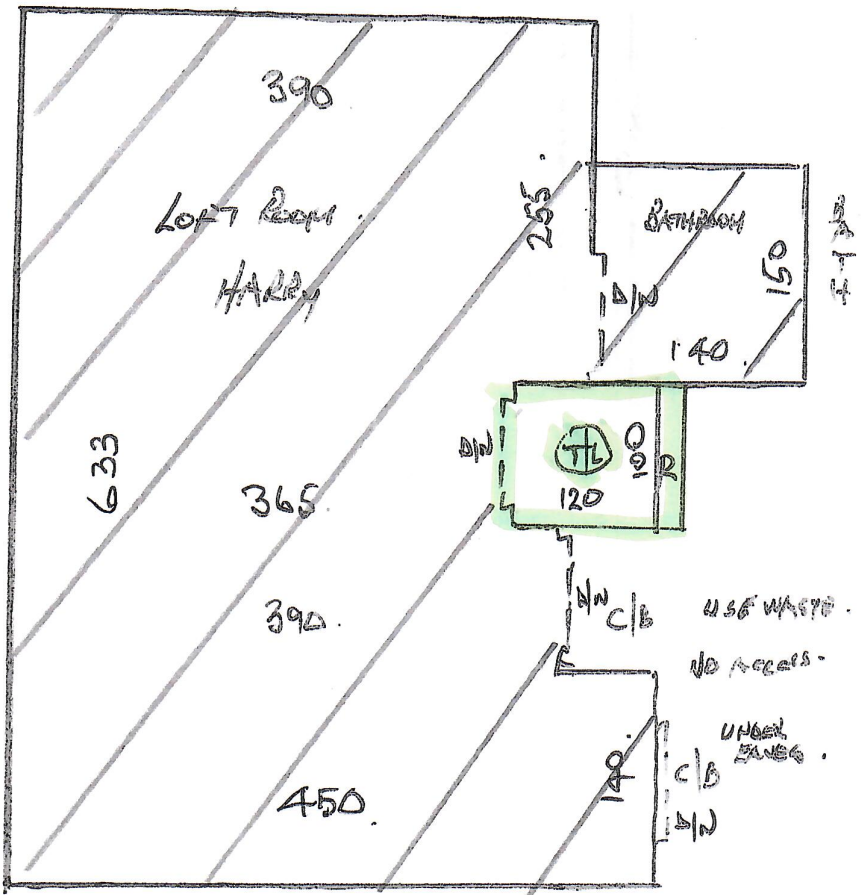 390
LOFT ROOM.
HARRY
255
BATHROOM
150
BATH
D/N
140.
633
D/N
T/L
120
R
365
D/N
C/B
USE WASTE.
390.
NO ACCESS.
UNDER
EAVES.
C/B
D/N
450.